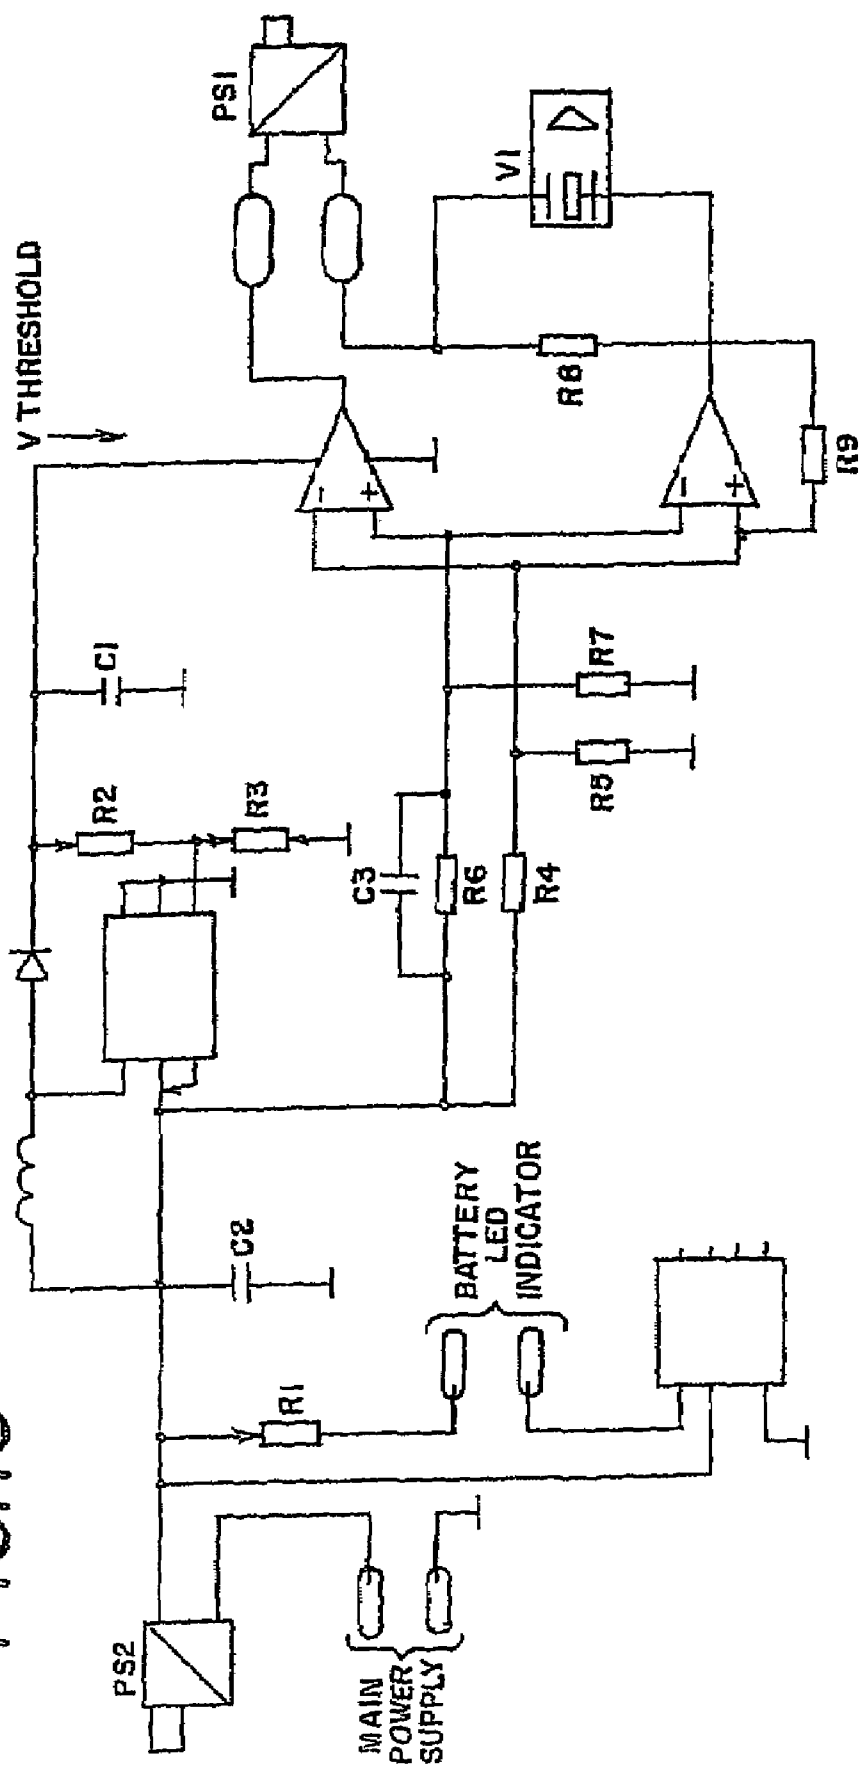 V THRESHOLD
PS1
V1
R8
R9
C1
R2
R3
R7
R5
C3
R6
R4
C2
R1
BATTERY
LED
INDICATOR
PS2
MAIN
POWER
SUPPLY
-
+
-
+